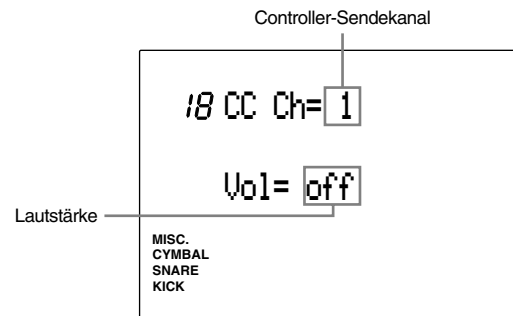 Controller-Sendekanal
18 CC Ch= 1
Vol= off
Lautstärke
MISC.
CYMBAL
SNARE
KICK